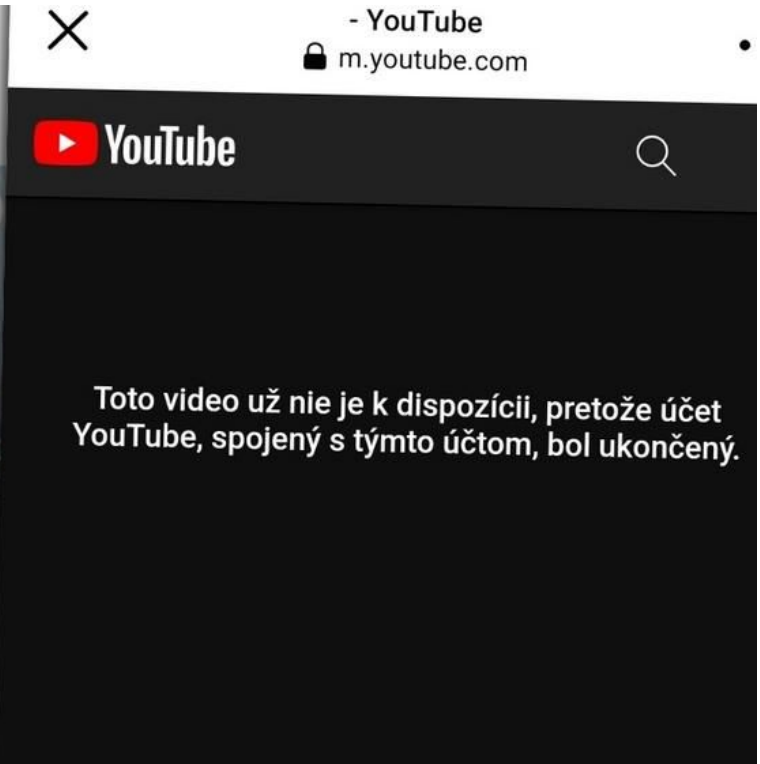 - YouTube
m.youtube.com
YouTube
Toto video už nie je k dispozícii, pretože účet
YouTube, spojený s týmto účtom, bol ukončený.